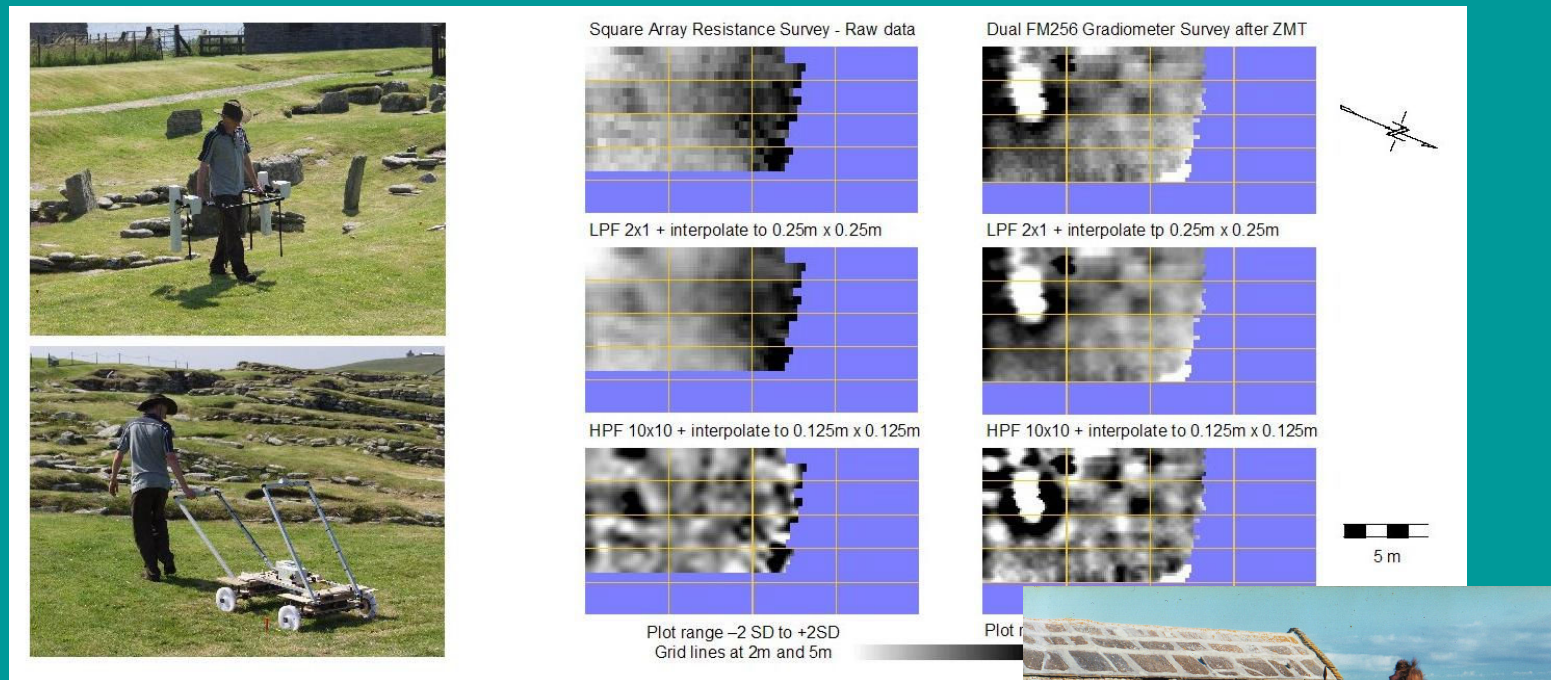 Square Array Resistance Survey - Raw data
Dual FM256 Gradiometer Survey after ZMT
LPF 2x1 + interpolate to 0.25m x 0.25m
LPF 2x1 + interpolate tp 0.25m x 0.25m
HPF 10x10 + interpolate to 0.125m x 0.125m
HPF 10x10 + interpolate to 0.125m x 0.125m
5 m
Plot range –2 SD to +2SD
Grid lines at 2m and 5m
Plot